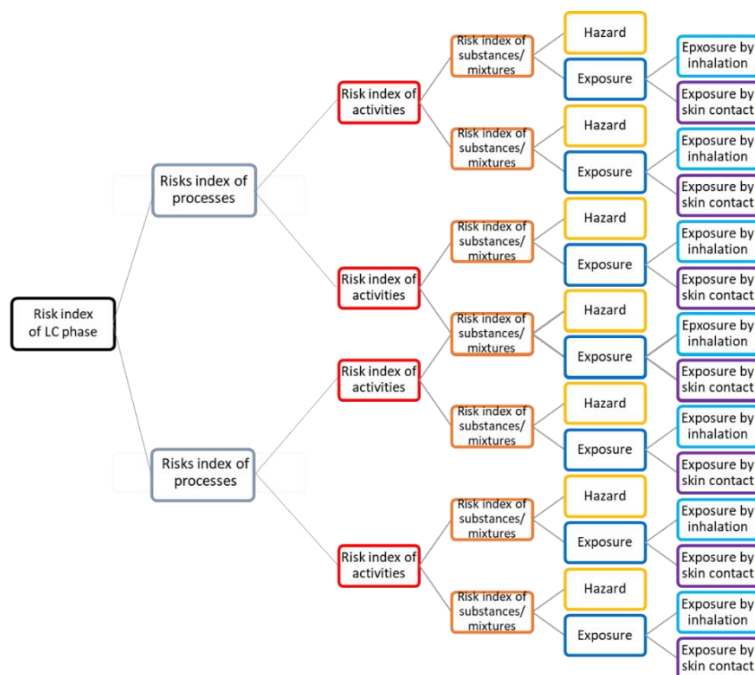 Risk index
of LC phase
Risks index of
processes
Risks index of
processes
Risk index of
activities
Risk index of
activities
Risk index of
activities
Risk index of
activities
Risk index of
substances/
mixtures
Risk index of
substances/
mixtures
Risk index of
substances/
mixtures
Risk index of
substances/
mixtures
Risk index of
substances/
mixtures
Risk index of
substances/
mixtures
Risk index of
substances/
mixtures
Hazard
Exposure
Hazard
Exposure
Hazard
Exposure
Hazard
Exposure
Hazard
Exposure
Hazard
Exposure
Hazard
Exposure
Epxosure by
inhalation
Exposure by
skin contact
Exposure by
inhalation
Exposure by
skin contact
Exposure by
inhalation
Exposure by
skin contact
Epxosure by
inhalation
Exposure by
skin contact
Exposure by
inhalation
Exposure by
skin contact
Exposure by
inhalation
Exposure by
skin contact
Exposure by
inhalation
Exposure by
skin contact